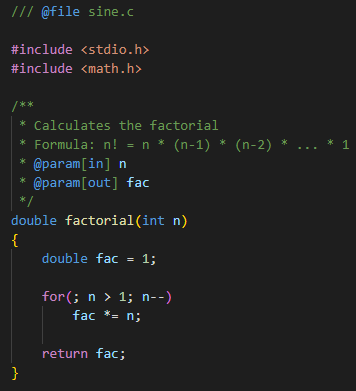 /// @file sine.c
#include <stdio.h>
#include <math.h>
/**
 * Calculates the factorial
 * Formula: n! = n * (n-1) * (n-2) * ... * 1
 * @param[in] n
 * @param[out] fac
 */
double factorial(int n)
{
    double fac = 1;
    for(; n > 1; n--)
        fac *= n;
    return fac;
}